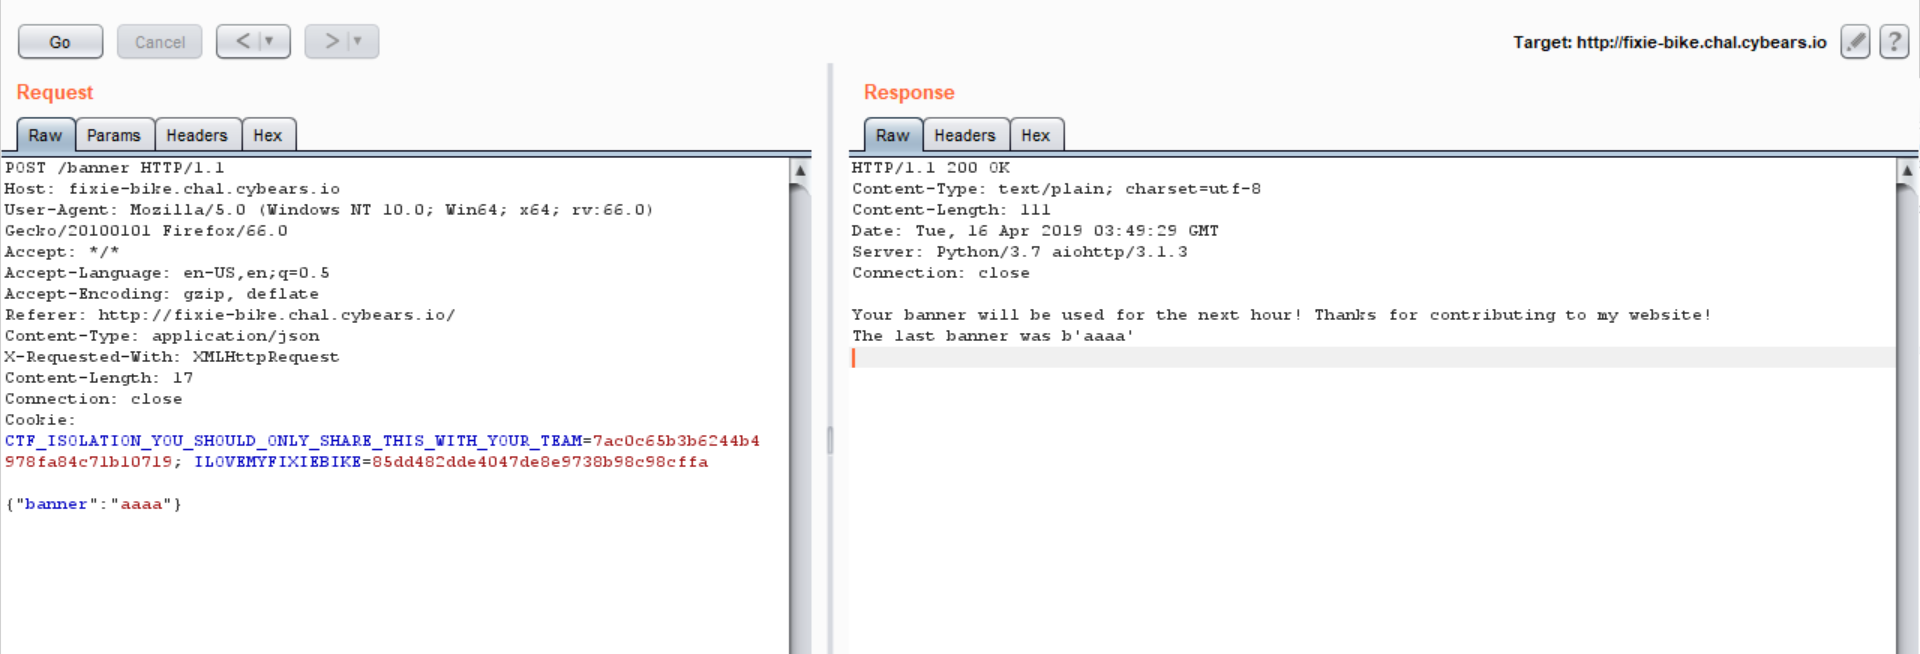 Go Cancel < > Target: http://fixie-bike.chal.cybears.io ?
Request
Raw Params Headers Hex
POST /banner HTTP/1.1
Host: fixie-bike.chal.cybears.io
User-Agent: Mozilla/5.0 (Windows NT 10.0; Win64; x64; rv:66.0)
Gecko/20100101 Firefox/66.0
Accept: */*
Accept-Language: en-US,en;q=0.5
Accept-Encoding: gzip, deflate
Referer: http://fixie-bike.chal.cybears.io/
Content-Type: application/json
X-Requested-With: XMLHttpRequest
Content-Length: 17
Connection: close
Cookie:
CTF_ISOLATION_YOU_SHOULD_ONLY_SHARE_THIS_WITH_YOUR_TEAM=7ac0c65b3b6244b4
978fa84c71b10719; ILOVEMYFIXIEBIKE=85dd482dde4047de8e9738b98c98cffa
{"banner":"aaaa"}
Response
Raw Headers Hex
HTTP/1.1 200 OK
Content-Type: text/plain; charset=utf-8
Content-Length: 111
Date: Tue, 16 Apr 2019 03:49:29 GMT
Server: Python/3.7 aiohttp/3.1.3
Connection: close
Your banner will be used for the next hour! Thanks for contributing to my website!
The last banner was b'aaaa'